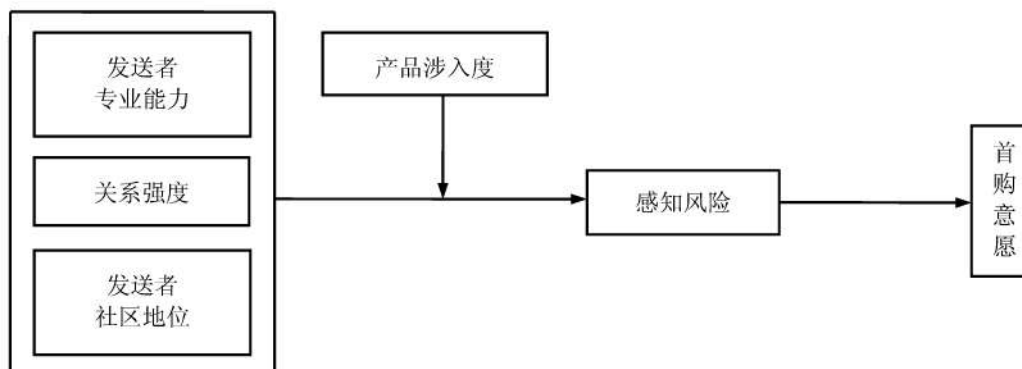 发送者
专业能力
关系强度
发送者
社区地位
产品涉入度
感知风险
首
购
意
愿